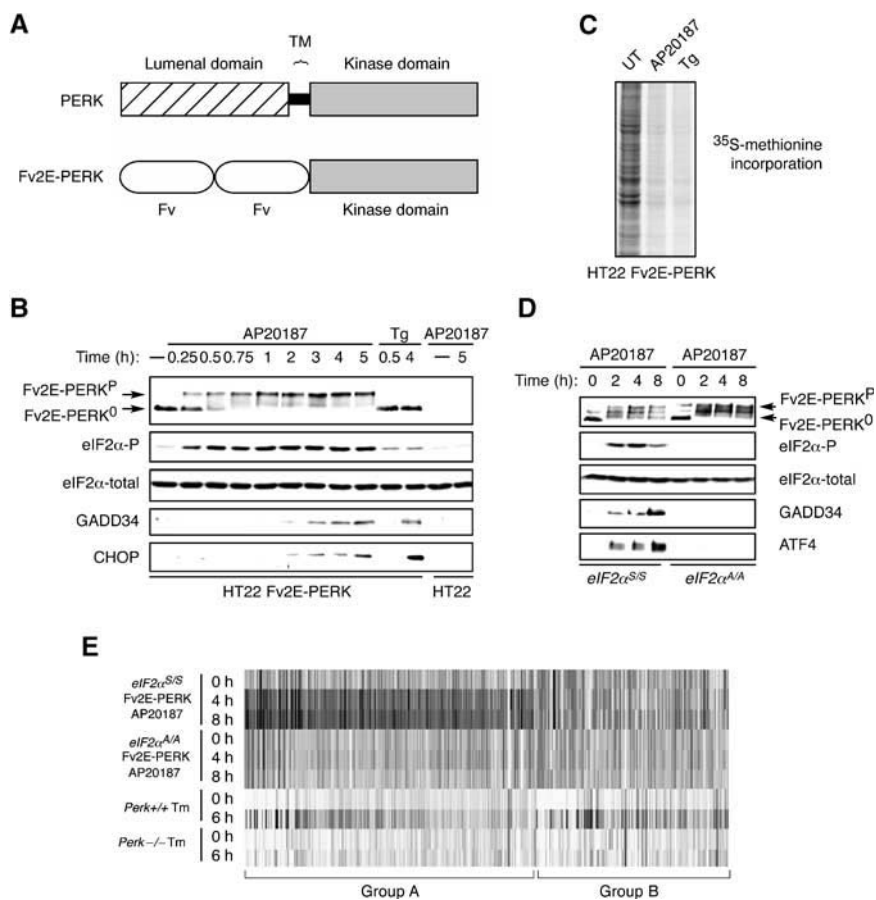 A
TM
Lumenal domain
Kinase domain
PERK
Fv2E-PERK
Fv
Fv
Kinase domain
C
UT
AP20187
Tg
35S-methionine
incorporation
HT22 Fv2E-PERK
B
AP20187
Tg
AP20187
Time (h): — 0.25 0.5 0.75 1 2 3 4 5 0.5 4 — 5
Fv2E-PERKP
Fv2E-PERK0
eIF2α-P
eIF2α-total
GADD34
CHOP
HT22 Fv2E-PERK
HT22
D
AP20187 AP20187
Time (h): 0 2 4 8 0 2 4 8
Fv2E-PERKP
Fv2E-PERK0
eIF2α-P
eIF2α-total
GADD34
ATF4
eIF2αS/S
eIF2αA/A
E
eIF2αS/S
Fv2E-PERK
AP20187
0 h
4 h
8 h
eIF2αA/A
Fv2E-PERK
AP20187
0 h
4 h
8 h
Perk+/+ Tm
0 h
6 h
Perk−/− Tm
0 h
6 h
Group A
Group B